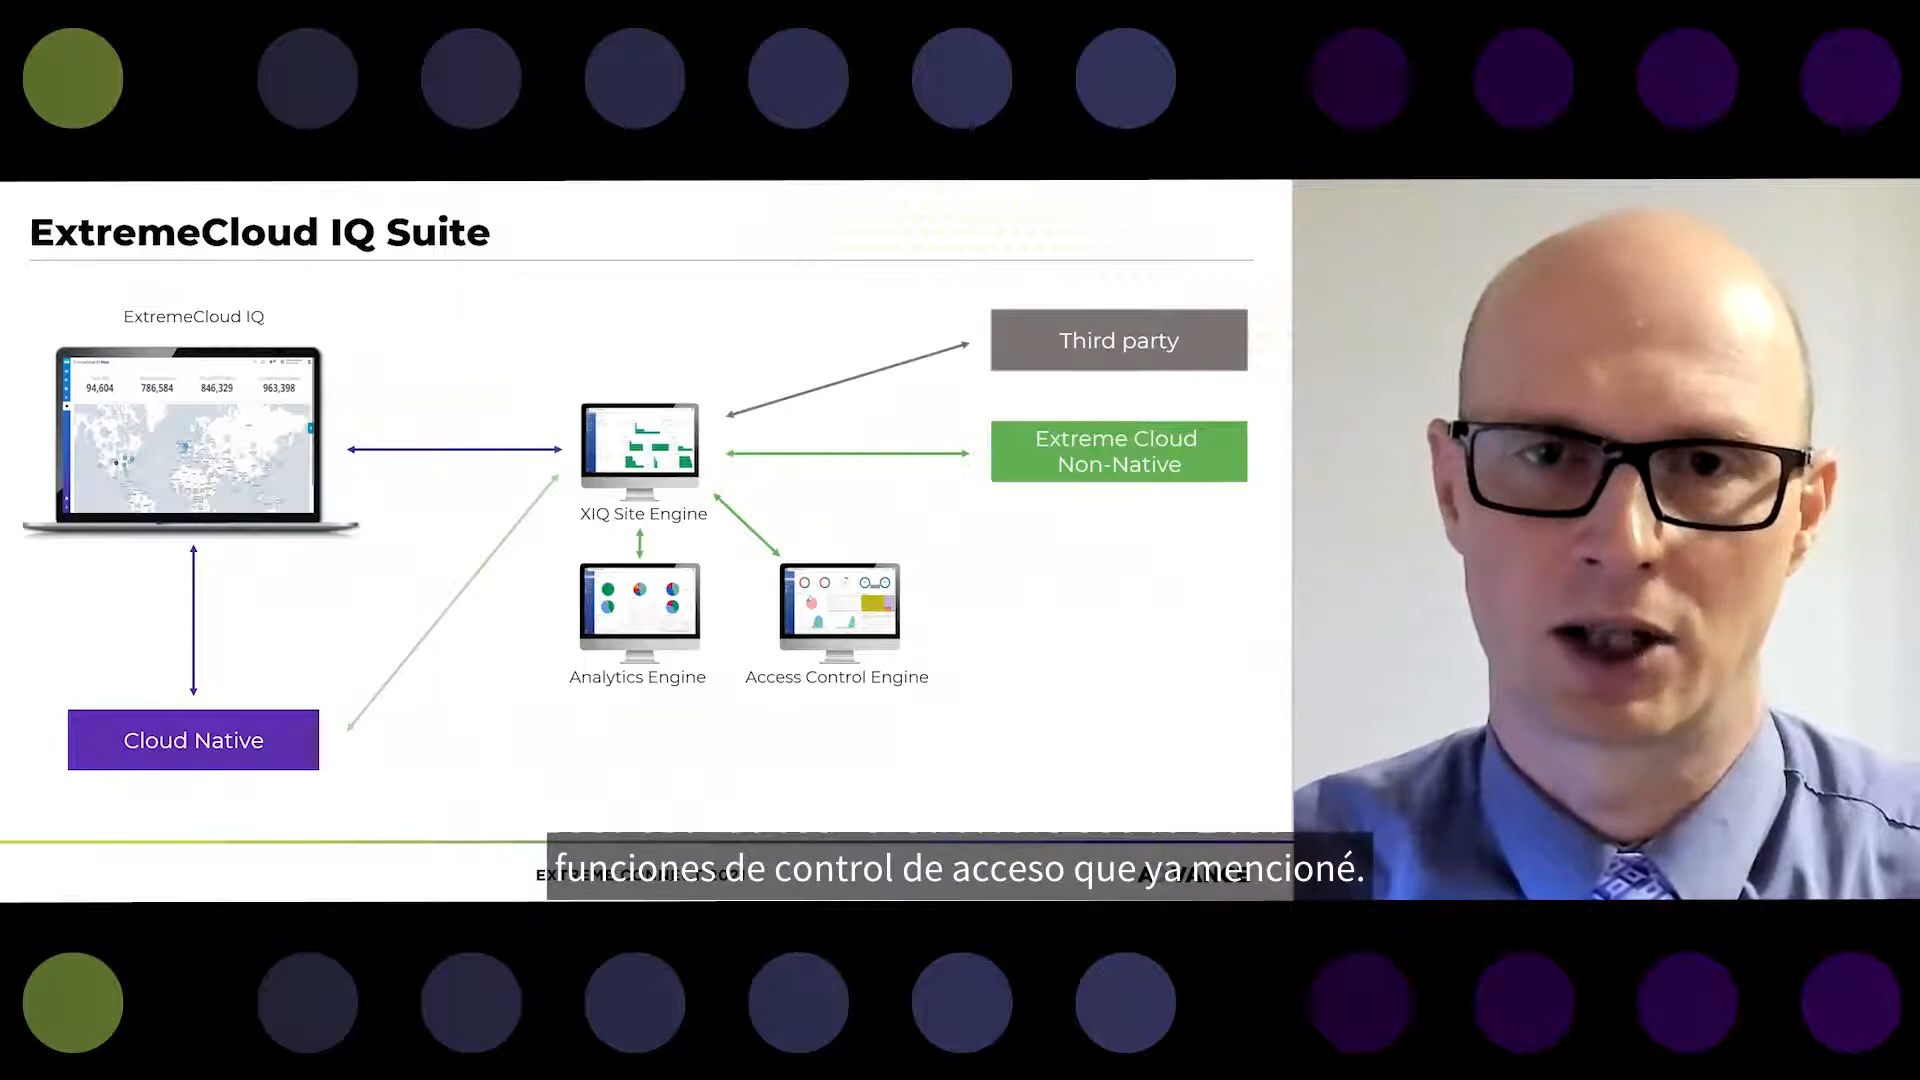 ExtremeCloud IQ Suite
ExtremeCloud IQ
94,604 786,584 846,329 963,398
Third party
Extreme Cloud
Non-Native
XIQ Site Engine
Analytics Engine
Access Control Engine
Cloud Native
funciones de control de acceso que ya mencioné.